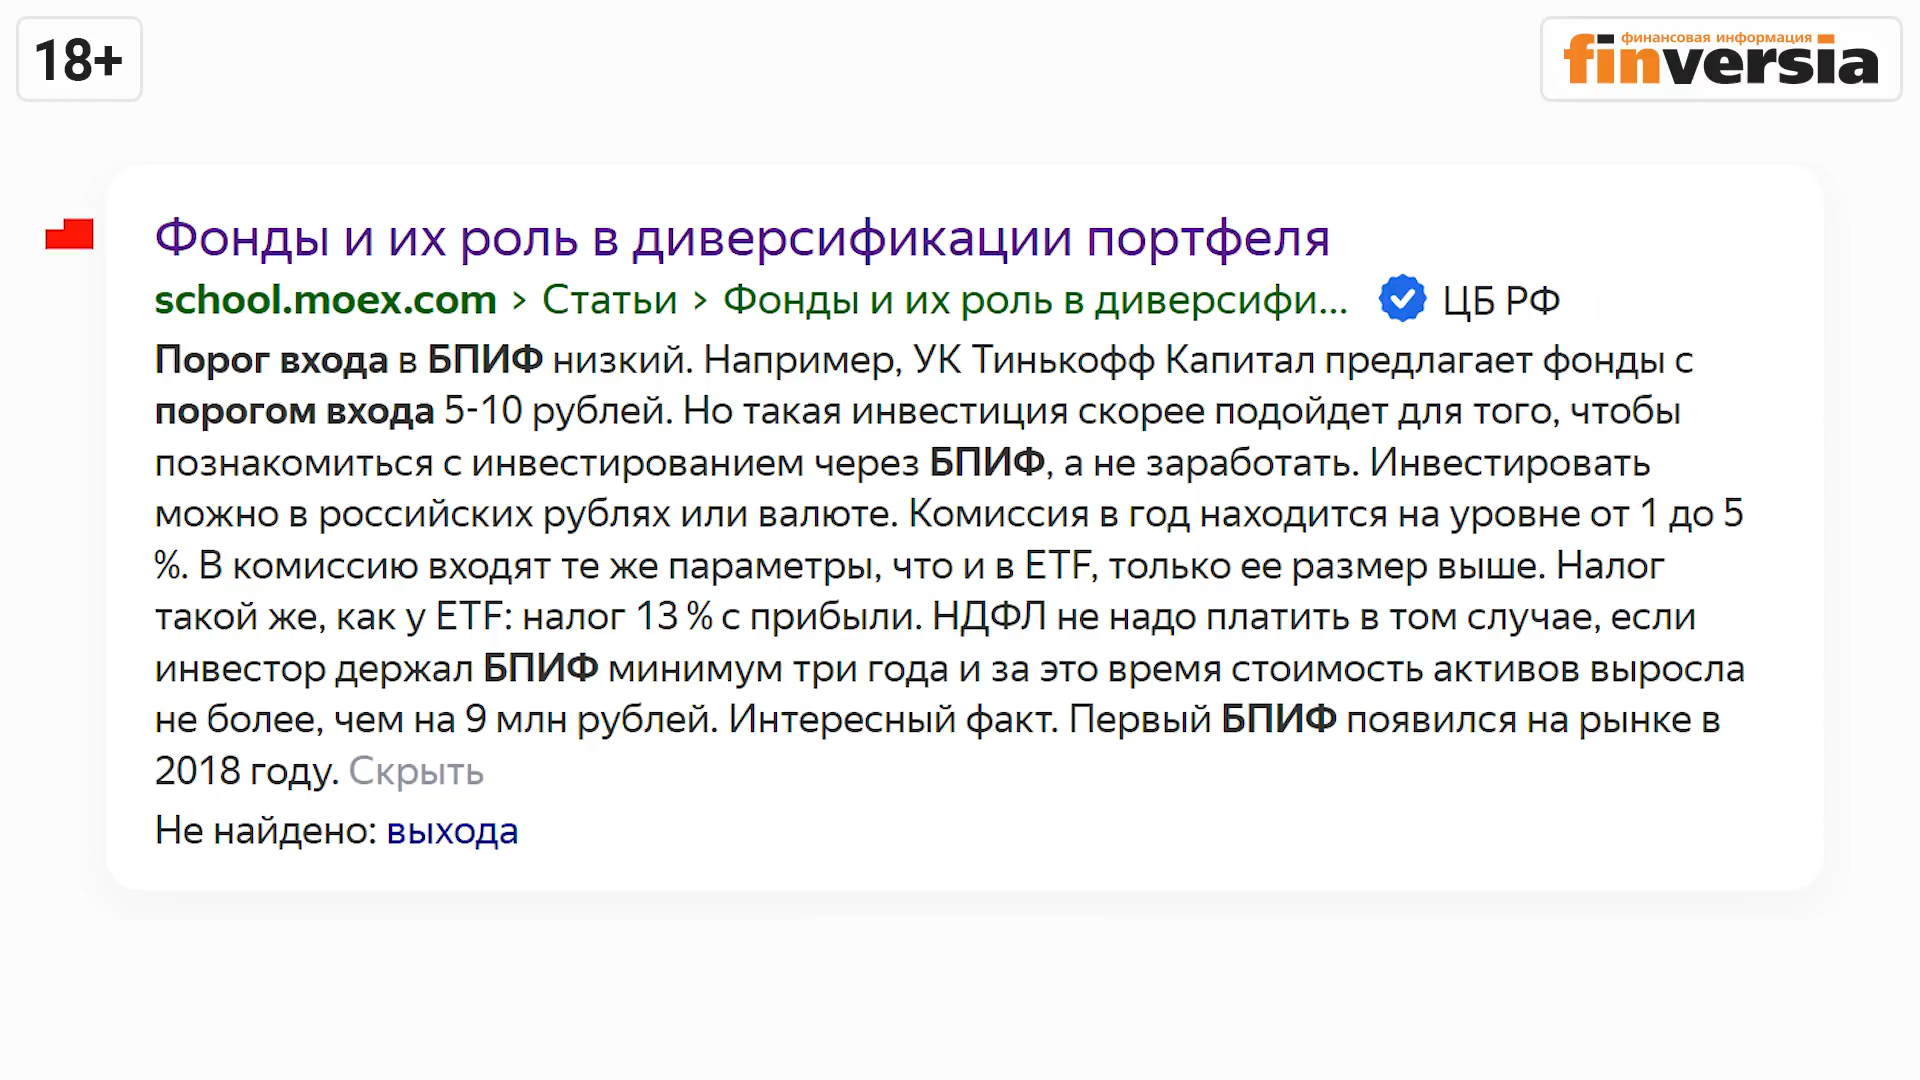 18+
финансовая информация
finversia
Фонды и их роль в диверсификации портфеля
school.moex.com › Статьи › Фонды и их роль в диверсифи... ЦБ РФ
Порог входа в БПИФ низкий. Например, УК Тинькофф Капитал предлагает фонды с
порогом входа 5-10 рублей. Но такая инвестиция скорее подойдет для того, чтобы
познакомиться с инвестированием через БПИФ, а не заработать. Инвестировать
можно в российских рублях или валюте. Комиссия в год находится на уровне от 1 до 5
%. В комиссию входят те же параметры, что и в ETF, только ее размер выше. Налог
такой же, как у ETF: налог 13 % с прибыли. НДФЛ не надо платить в том случае, если
инвестор держал БПИФ минимум три года и за это время стоимость активов выросла
не более, чем на 9 млн рублей. Интересный факт. Первый БПИФ появился на рынке в
2018 году. Скрыть
Не найдено: выхода